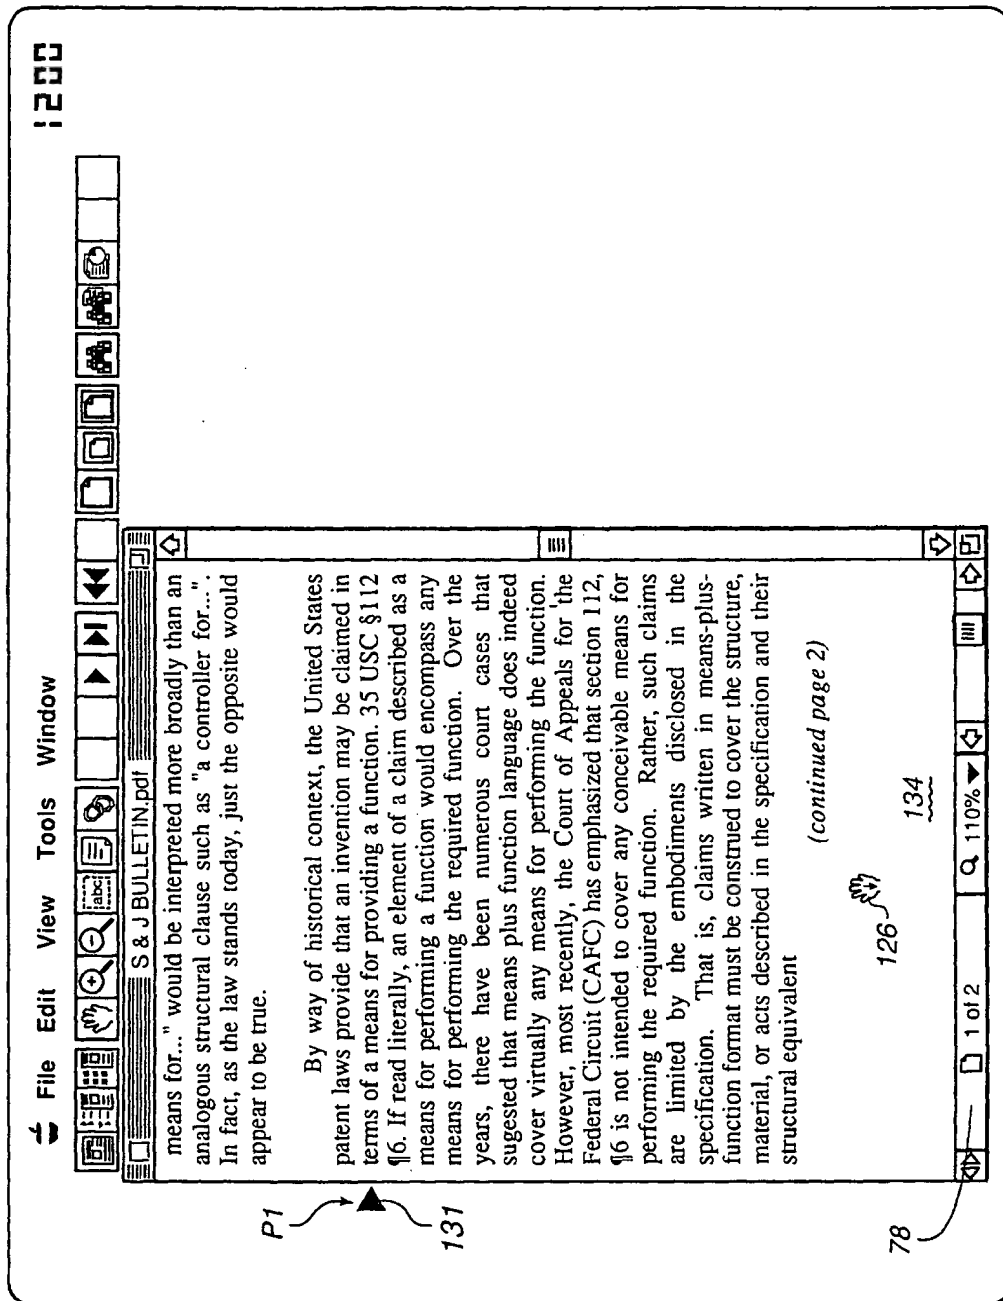 File Edit View Tools Window
1200
abc
S & J BULLETIN.pdf
means for..." would be interpreted more broadly than an
analogous structural clause such as "a controller for...".
In fact, as the law stands today, just the opposite would
appear to be true.
By way of historical context, the United States
patent laws provide that an invention may be claimed in
terms of a means for providing a function. 35 USC §112
¶6. If read literally, an element of a claim described as a
means for performing a function would encompass any
means for performing the required function. Over the
years, there have been numerous court cases that
sugested that means plus function language does indeed
cover virtually any means for performing the function.
However, most recently, the Court of Appeals for the
Federal Circuit (CAFC) has emphasized that section 112,
¶6 is not intended to cover any conceivable means for
performing the required function. Rather, such claims
are limited by the embodiments disclosed in the
specification. That is, claims written in means-plus-
function format must be construed to cover the structure,
material, or acts described in the specification and their
structural equivalent
(continued page 2)
P1
131
126
134
1 of 2
110%
78